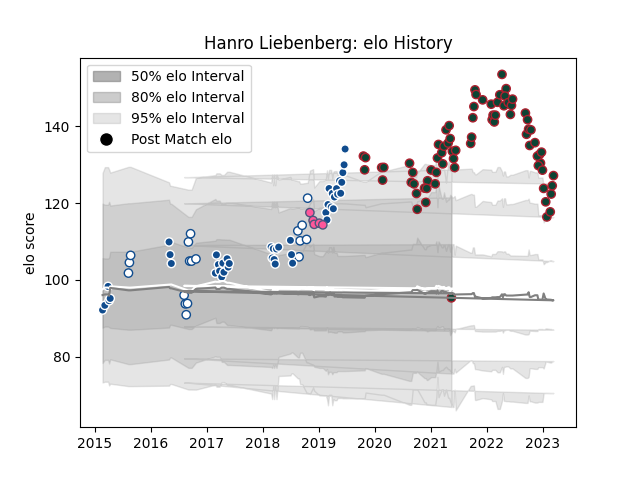 Hanro Liebenberg: elo History
50% elo Interval
80% elo Interval
95% elo Interval
Post Match elo
elo score
140
120
100
80
2015 2016 2017 2018 2019 2020 2021 2022 2023